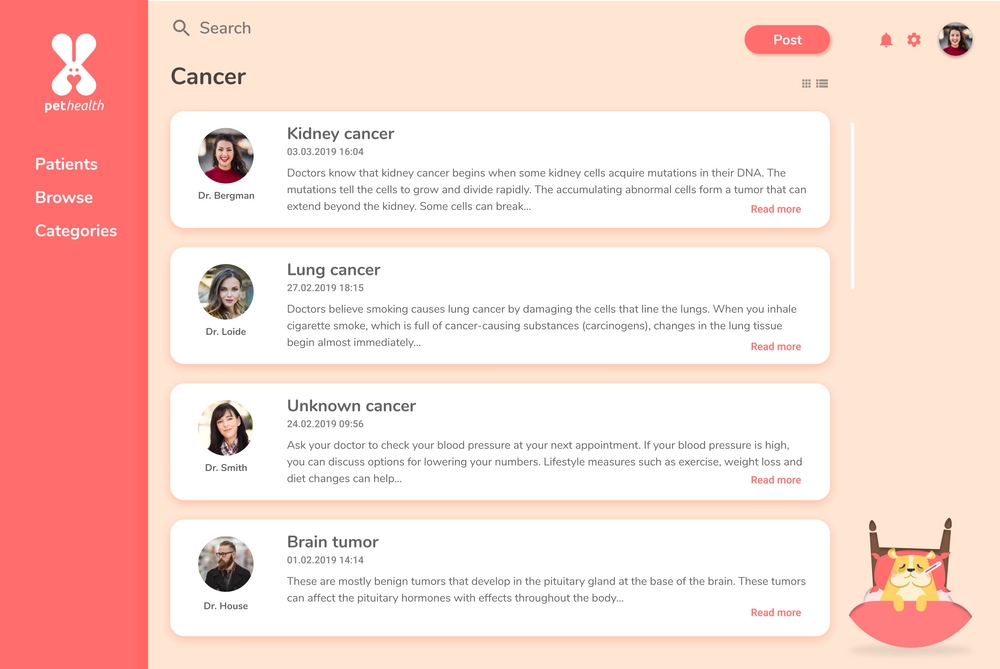 pethealth
Patients
Browse
Categories
Search
Post
Cancer
Kidney cancer
03.03.2019 16:04
Doctors know that kidney cancer begins when some kidney cells acquire mutations in their DNA. The
mutations tell the cells to grow and divide rapidly. The accumulating abnormal cells form a tumor that can
extend beyond the kidney. Some cells can break...
Dr. Bergman
Read more
Lung cancer
27.02.2019 18:15
Doctors believe smoking causes lung cancer by damaging the cells that line the lungs. When you inhale
cigarette smoke, which is full of cancer-causing substances (carcinogens), changes in the lung tissue
begin almost immediately...
Dr. Loide
Read more
Unknown cancer
24.02.2019 09:56
Ask your doctor to check your blood pressure at your next appointment. If your blood pressure is high,
you can discuss options for lowering your numbers. Lifestyle measures such as exercise, weight loss and
diet changes can help...
Dr. Smith
Read more
Brain tumor
01.02.2019 14:14
These are mostly benign tumors that develop in the pituitary gland at the base of the brain. These tumors
can affect the pituitary hormones with effects throughout the body...
Dr. House
Read more